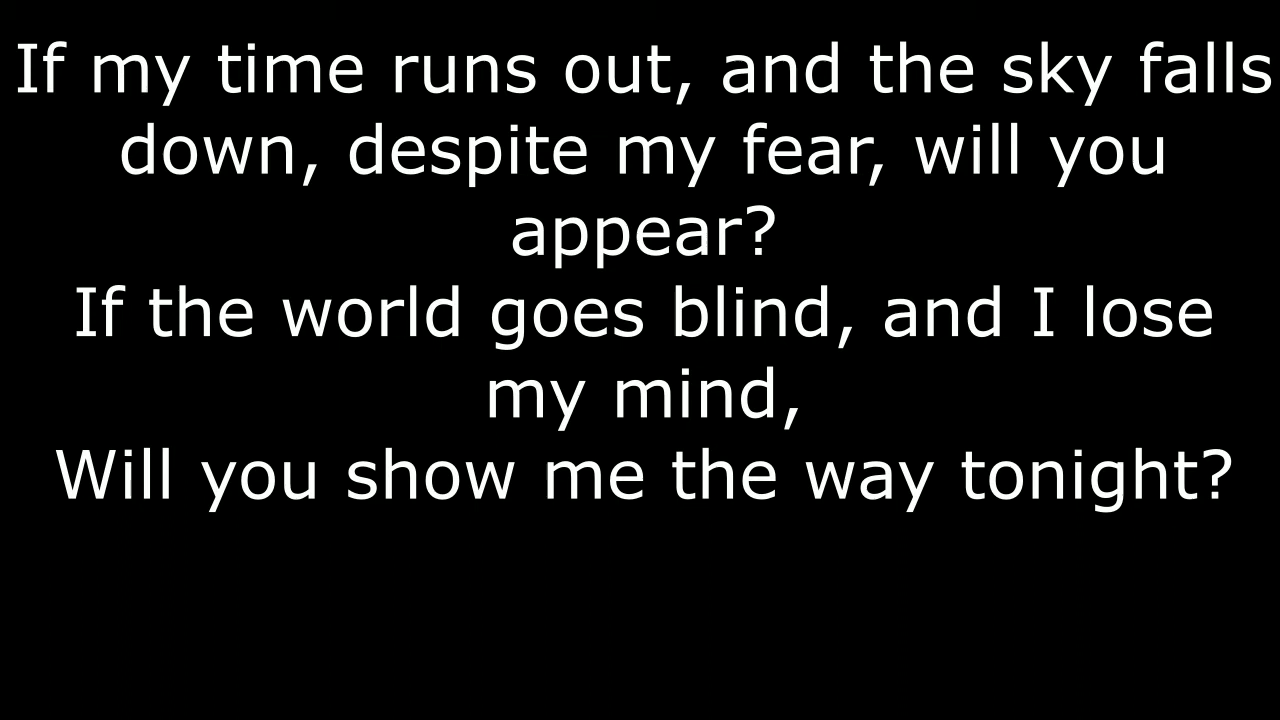 If my time runs out, and the sky falls
down, despite my fear, will you
appear?
If the world goes blind, and I lose
my mind,
Will you show me the way tonight?